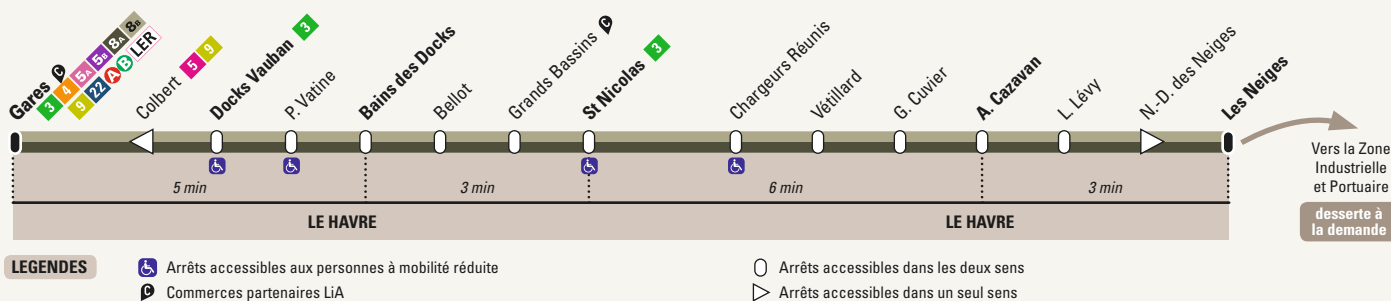 Gares C
3 4 5A 5B 8A 8B
9 22 A B LER
Colbert 5 9
Docks Vauban 3
P. Vatine
Bains des Docks
Bellot
Grands Bassins C
St Nicolas 3
Chargeurs Réunis
Vétillard
G. Cuvier
A. Cazavan
L. Lévy
N.-D. des Neiges
Les Neiges
Vers la Zone
Industrielle
et Portuaire
desserte à
la demande
5 min
3 min
6 min
3 min
LE HAVRE
LE HAVRE
LEGENDES
Arrêts accessibles aux personnes à mobilité réduite
C Commerces partenaires LiA
Arrêts accessibles dans les deux sens
Arrêts accessibles dans un seul sens